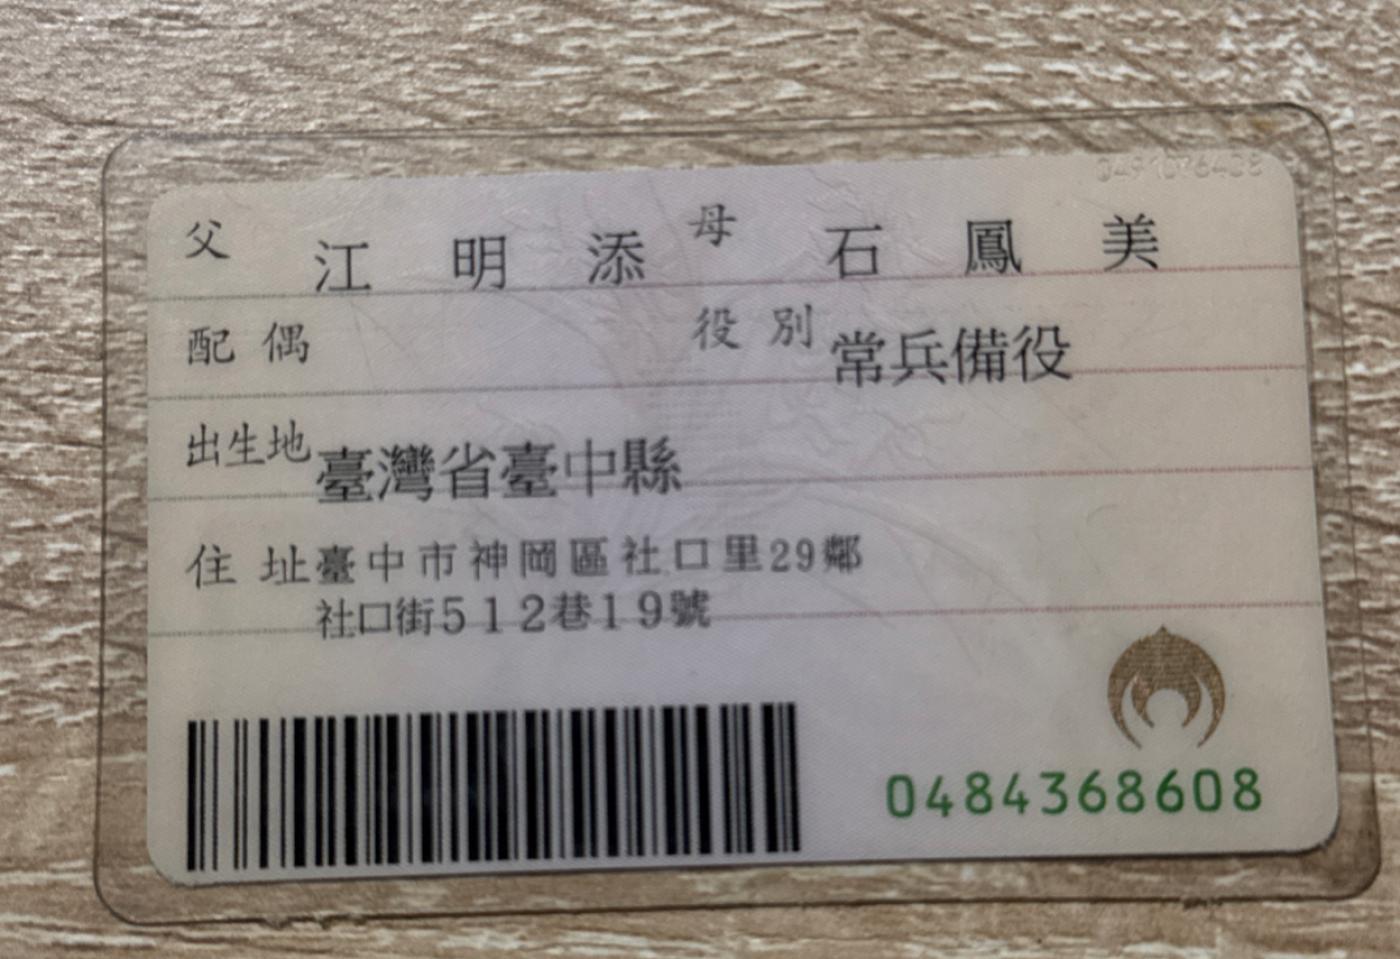 父 江明添 母 石鳳美
配偶 役別 常兵備役
出生地 臺灣省臺中縣
住址 臺中市神岡區社口里29鄰
社口街512巷19號
0484368608